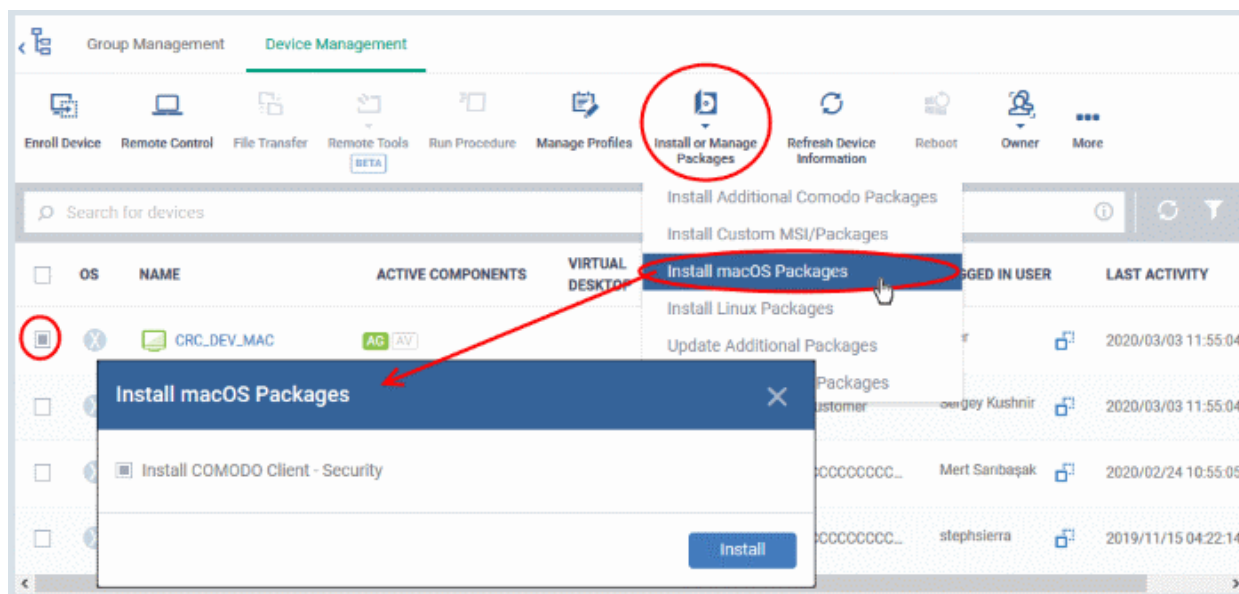 Group Management Device Management
Enroll Device Remote Control File Transfer Remote Tools Run Procedure Manage Profiles Install or Manage Packages Refresh Device Information Reboot Owner More
BETA
Search for devices
Install Additional Comodo Packages
Install Custom MSI/Packages
Install macOS Packages
Install Linux Packages
Update Additional Packages
Packages
OS NAME ACTIVE COMPONENTS VIRTUAL DESKTOP GGED IN USER LAST ACTIVITY
CRC_DEV_MAC AG AV 2020/03/03 11:55:04
ustomer Sergey Kushnir 2020/03/03 11:55:04
Mert Sarıbaşak 2020/02/24 10:55:05
stephsierra 2019/11/15 04:22:14
Install macOS Packages
Install COMODO Client - Security
Install